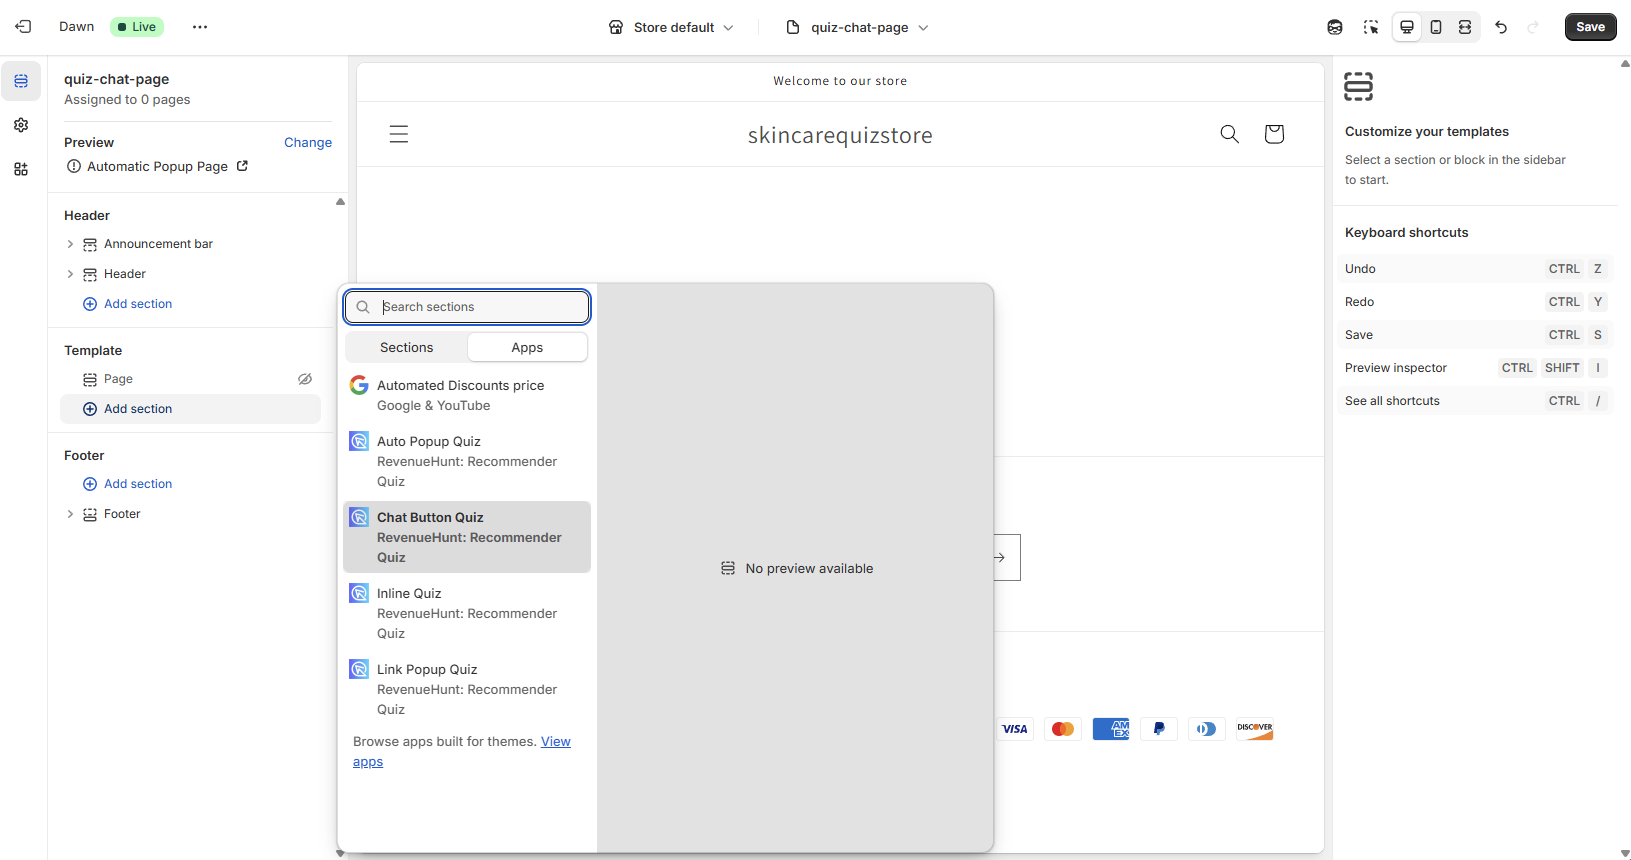 Dawn
Live
Store default
quiz-chat-page
Save
quiz-chat-page
Assigned to 0 pages
Preview
Change
Automatic Popup Page
Header
Announcement bar
Header
Add section
Template
Page
Add section
Footer
Add section
Footer
Welcome to our store
skincarequizstore
Search sections
Sections
Apps
Automated Discounts price
Google & YouTube
Auto Popup Quiz
RevenueHunt: Recommender
Quiz
Chat Button Quiz
RevenueHunt: Recommender
Quiz
Inline Quiz
RevenueHunt: Recommender
Quiz
Link Popup Quiz
RevenueHunt: Recommender
Quiz
Browse apps built for themes. View
apps
No preview available
VISA
AM
EX
DISCOVER
Customize your templates
Select a section or block in the sidebar
to start.
Keyboard shortcuts
Undo CTRL Z
Redo CTRL Y
Save CTRL S
Preview inspector CTRL SHIFT I
See all shortcuts CTRL /